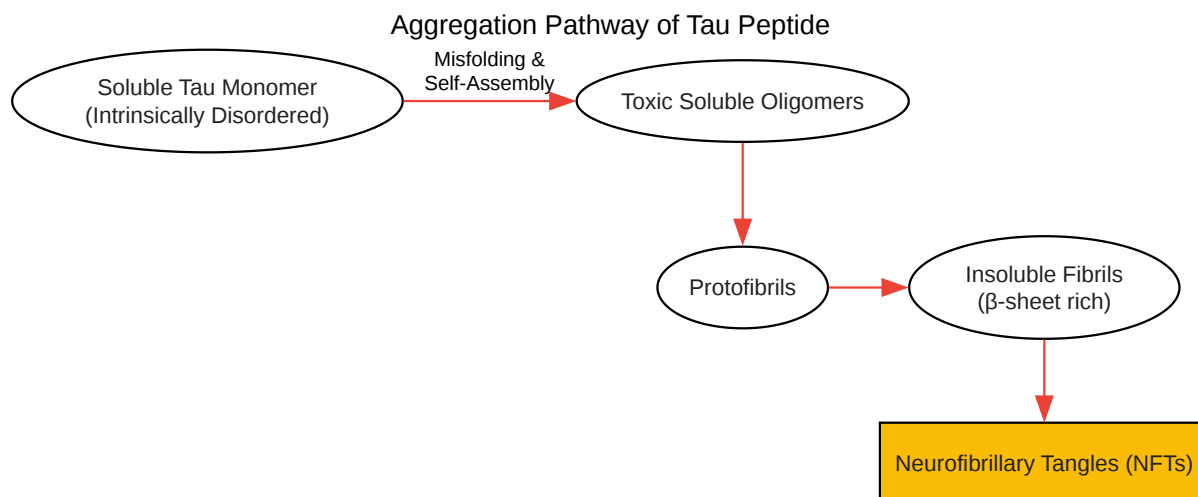 Aggregation Pathway of Tau Peptide
Misfolding &
Self-Assembly
Soluble Tau Monomer
(Intrinsically Disordered)
Toxic Soluble Oligomers
Protofibrils
Insoluble Fibrils
(β-sheet rich)
Neurofibrillary Tangles (NFTs)